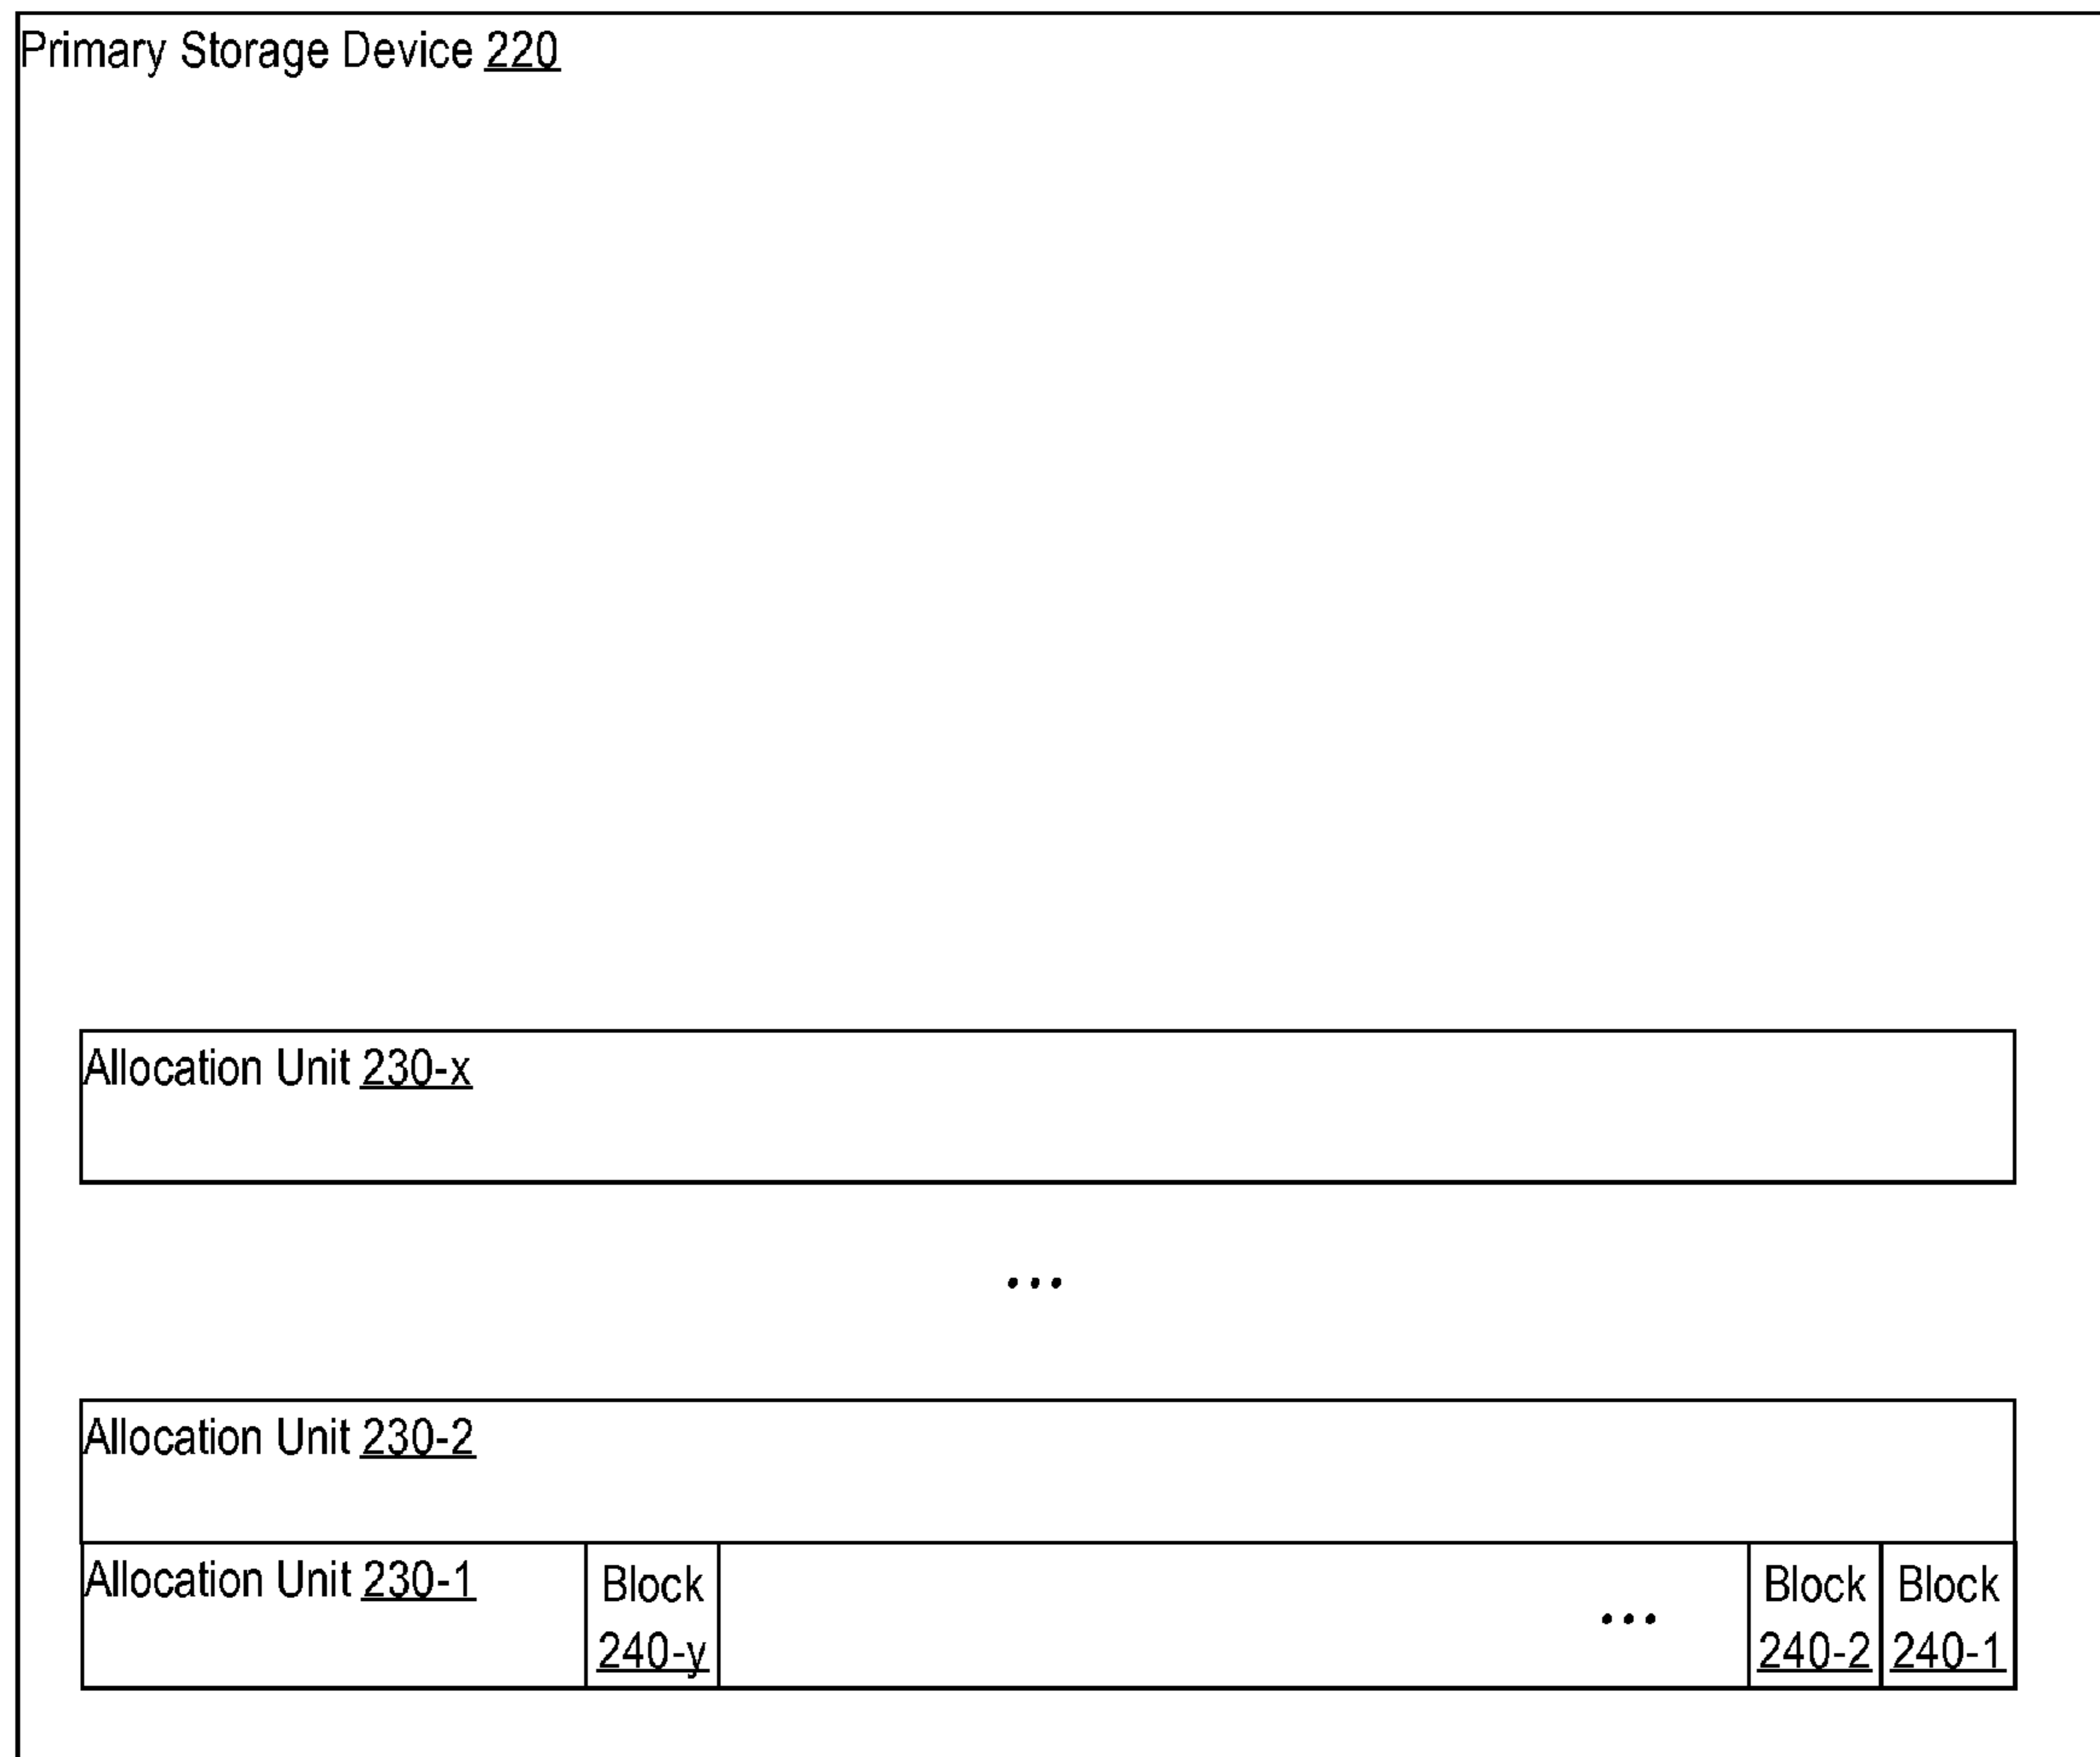 Primary Storage Device 220
Allocation Unit 230-x
...
Allocation Unit 230-2
Allocation Unit 230-1
Block
240-y
...
Block
240-2
Block
240-1